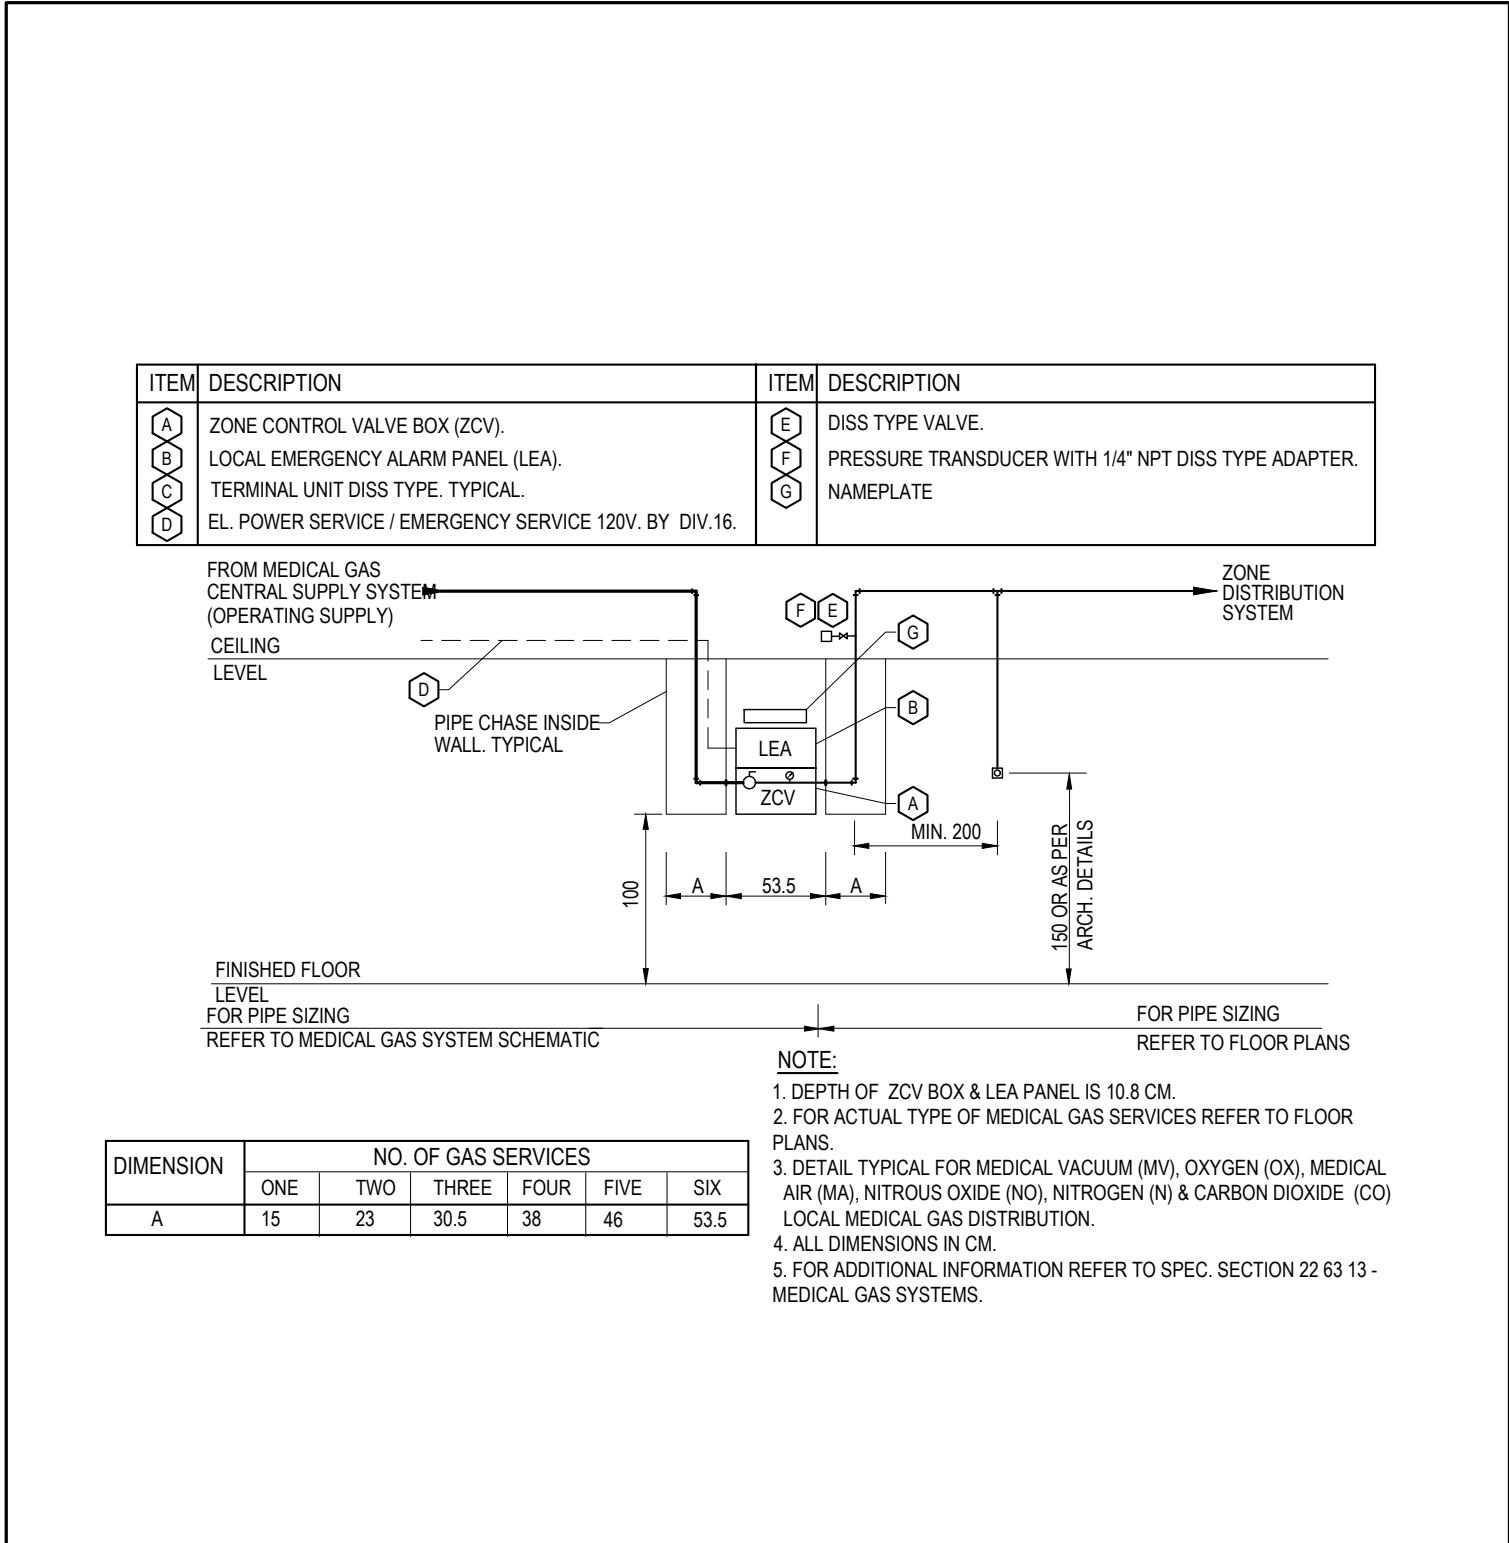 ITEM DESCRIPTION ITEM DESCRIPTION
A ZONE CONTROL VALVE BOX (ZCV). E DISS TYPE VALVE.
B LOCAL EMERGENCY ALARM PANEL (LEA). F PRESSURE TRANSDUCER WITH 1/4" NPT DISS TYPE ADAPTER.
C TERMINAL UNIT DISS TYPE. TYPICAL. G NAMEPLATE
D EL. POWER SERVICE / EMERGENCY SERVICE 120V. BY DIV.16.
FROM MEDICAL GAS
CENTRAL SUPPLY SYSTEM
(OPERATING SUPPLY)
ZONE
DISTRIBUTION
SYSTEM
F E
G
CEILING
LEVEL
D
B
PIPE CHASE INSIDE
WALL. TYPICAL
LEA
ZCV
A
MIN. 200
100
A 53.5 A
150 OR AS PER
ARCH. DETAILS
FINISHED FLOOR
LEVEL
FOR PIPE SIZING
REFER TO MEDICAL GAS SYSTEM SCHEMATIC
FOR PIPE SIZING
REFER TO FLOOR PLANS
NOTE:
1. DEPTH OF ZCV BOX & LEA PANEL IS 10.8 CM.
2. FOR ACTUAL TYPE OF MEDICAL GAS SERVICES REFER TO FLOOR
PLANS.
3. DETAIL TYPICAL FOR MEDICAL VACUUM (MV), OXYGEN (OX), MEDICAL
AIR (MA), NITROUS OXIDE (NO), NITROGEN (N) & CARBON DIOXIDE (CO)
LOCAL MEDICAL GAS DISTRIBUTION.
4. ALL DIMENSIONS IN CM.
5. FOR ADDITIONAL INFORMATION REFER TO SPEC. SECTION 22 63 13 -
MEDICAL GAS SYSTEMS.
DIMENSION NO. OF GAS SERVICES
ONE TWO THREE FOUR FIVE SIX
A 15 23 30.5 38 46 53.5